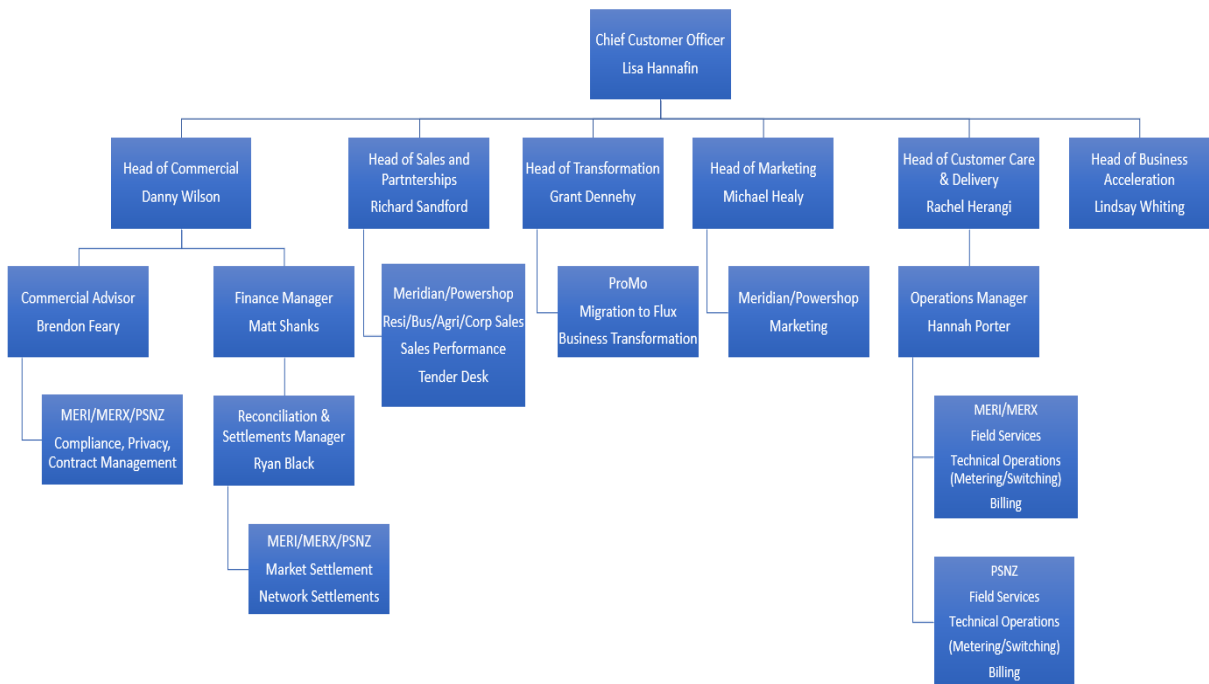 Chief Customer Officer
Lisa Hannafin
Head of Commercial
Danny Wilson
Head of Sales and
Partnterships
Richard Sandford
Head of Transformation
Grant Dennehy
Head of Marketing
Michael Healy
Head of Customer Care
& Delivery
Rachel Herangi
Head of Business
Acceleration
Lindsay Whiting
Commercial Advisor
Brendon Feary
Finance Manager
Matt Shanks
Meridian/Powershop
Resi/Bus/Agri/Corp Sales
Sales Performance
Tender Desk
ProMo
Migration to Flux
Business Transformation
Meridian/Powershop
Marketing
Operations Manager
Hannah Porter
MERI/MERX/PSNZ
Compliance, Privacy,
Contract Management
Reconciliation &
Settlements Manager
Ryan Black
MERI/MERX
Field Services
Technical Operations
(Metering/Switching)
Billing
MERI/MERX/PSNZ
Market Settlement
Network Settlements
PSNZ
Field Services
Technical Operations
(Metering/Switching)
Billing